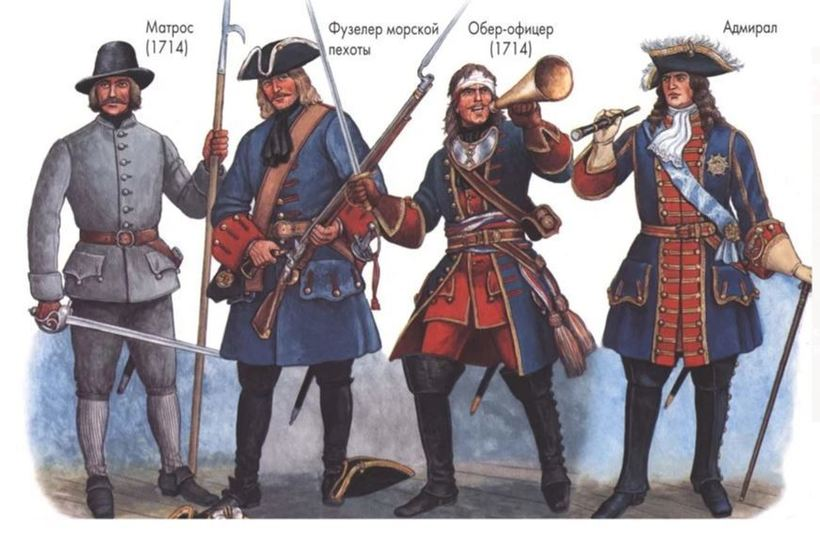 Матрос
(1714)
Фузелер морской
пехоты
Обер-офицер
(1714)
Адмирал